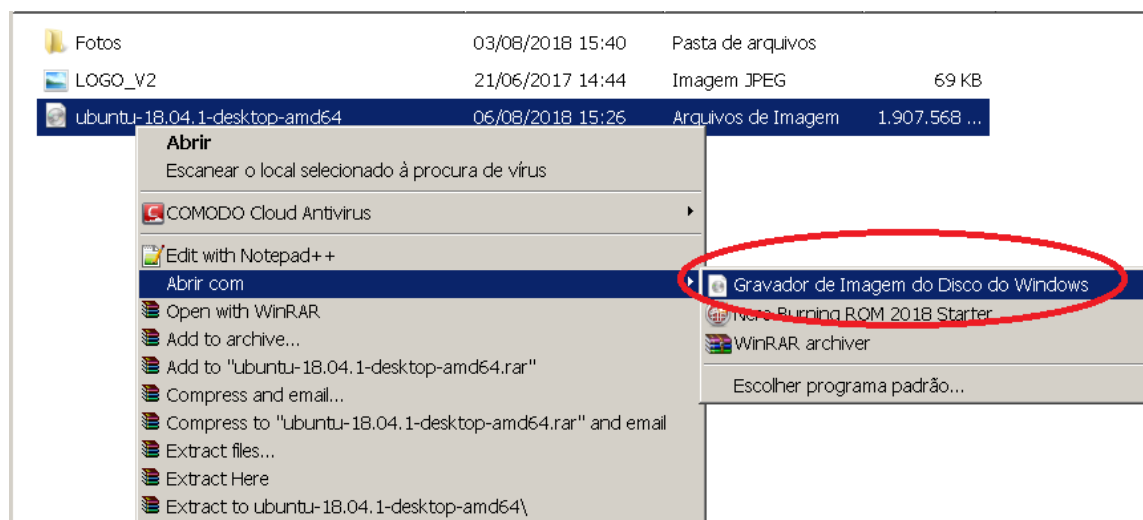 Fotos 03/08/2018 15:40 Pasta de arquivos
LOGO_V2 21/06/2017 14:44 Imagem JPEG 69 KB
ubuntu-18.04.1-desktop-amd64 06/08/2018 15:26 Arquivos de Imagem 1.907.568 ...
Abrir
Escanear o local selecionado à procura de vírus
COMODO Cloud Antivirus
Edit with Notepad++
Abrir com
Open with WinRAR
Add to archive...
Add to "ubuntu-18.04.1-desktop-amd64.rar"
Compress and email...
Compress to "ubuntu-18.04.1-desktop-amd64.rar" and email
Extract files...
Extract Here
Extract to ubuntu-18.04.1-desktop-amd64\
Gravador de Imagem do Disco do Windows
Nero Burning ROM 2018 Starter
WinRAR archiver
Escolher programa padrão...